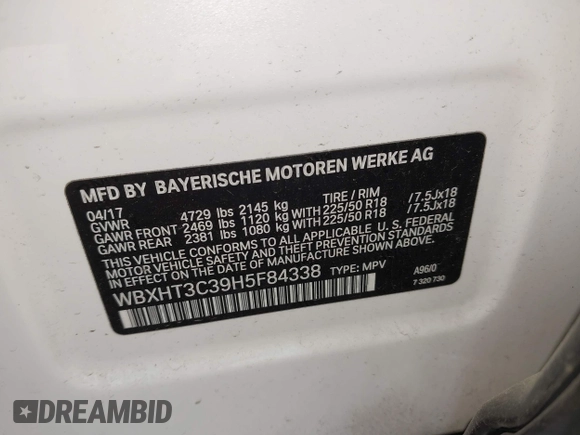 MFD BY BAYERISCHE MOTOREN WERKE AG
04/17 TIRE / RIM
GVWR 4729 lbs 2145 kg
GAWR FRONT 2469 lbs 1120 kg WITH 225/50 R18 /7.5Jx18
GAWR REAR 2381 lbs 1080 kg WITH 225/50 R18 /7.5Jx18
THIS VEHICLE CONFORMS TO ALL APPLICABLE U. S. FEDERAL
MOTOR VEHICLE SAFETY AND THEFT PREVENTION STANDARDS
IN EFFECT ON THE DATE OF MANUFACTURE SHOWN ABOVE.
WBXHT3C39H5F84338 TYPE: MPV A96/0
7 320 730
DREAMBID